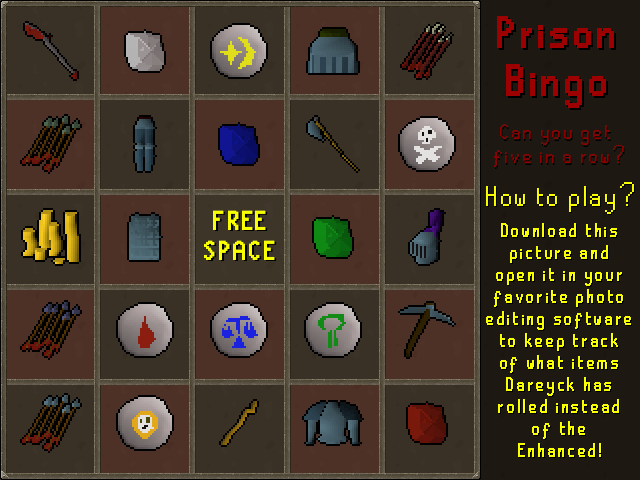 Prison
Bingo
Can you get
five in a row?
How to play?
Download this
picture and
open it in your
favorite photo
editing software
to keep track
of what items
Dareyck has
rolled instead
of the
Enhanced!
FREE
SPACE